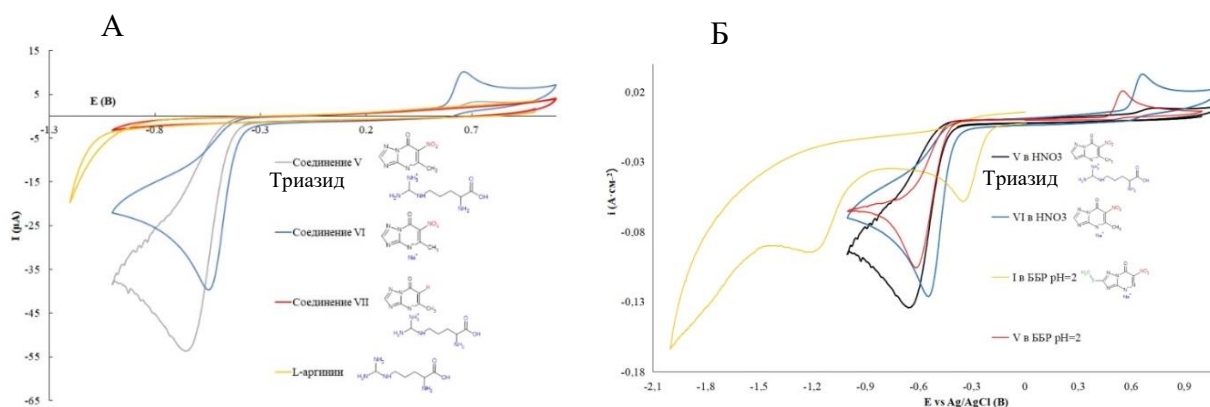 А
15
5
E (В)
-1.3
-0.8
-0.3
0.2
0.7
-5
-15
-25
-35
-45
-55
-65
I (µA)
Соединение V
Триазид
Соединение VI
Соединение VII
L-аргинин
Б
0,02
-0,03
-0,08
-0,13
-0,18
i (A·cm⁻²)
V в HNO3
Триазид
VI в HNO3
I в ББР pH=2
V в ББР pH=2
-2,1
-1,8
-1,5
-1,2
-0,9
-0,6
-0,3
0
0,3
0,6
0,9
E vs Ag/AgCl (В)